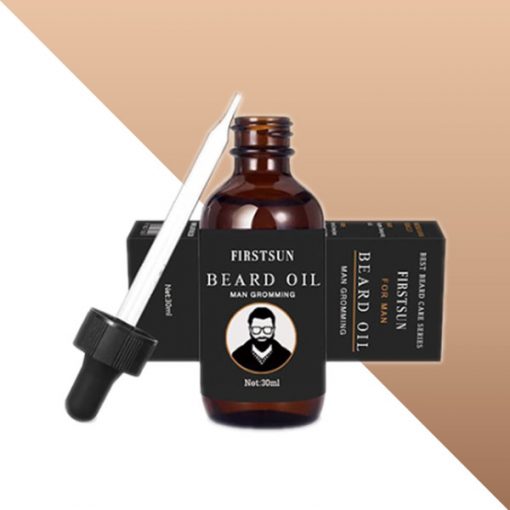 FIRSTSUN
BEARD OIL
MAN GROMMING
Net:30ml
Net:30ml
BEST BEARD CARE SERIES
FIRSTSUN
FOR MAN
BEARD OIL
MAN GROMMING